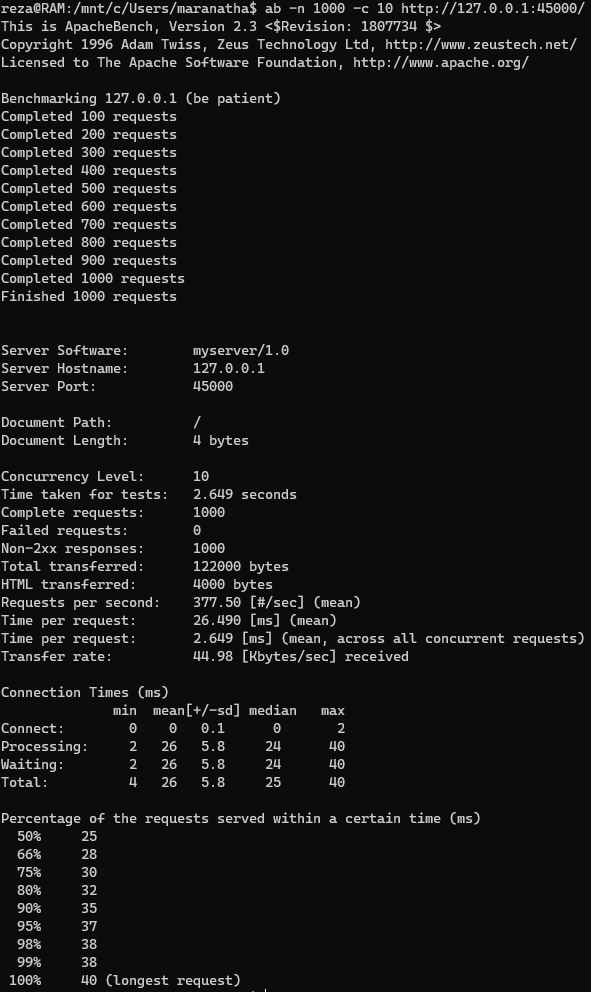 reza@RAM:/mnt/c/Users/maranatha$ ab -n 1000 -c 10 http://127.0.0.1:45000/
This is ApacheBench, Version 2.3 <$Revision: 1807734 $>
Copyright 1996 Adam Twiss, Zeus Technology Ltd, http://www.zeustech.net/
Licensed to The Apache Software Foundation, http://www.apache.org/

Benchmarking 127.0.0.1 (be patient)
Completed 100 requests
Completed 200 requests
Completed 300 requests
Completed 400 requests
Completed 500 requests
Completed 600 requests
Completed 700 requests
Completed 800 requests
Completed 900 requests
Completed 1000 requests
Finished 1000 requests


Server Software:        myserver/1.0
Server Hostname:        127.0.0.1
Server Port:            45000

Document Path:          /
Document Length:        4 bytes

Concurrency Level:      10
Time taken for tests:   2.649 seconds
Complete requests:      1000
Failed requests:        0
Non-2xx responses:      1000
Total transferred:      122000 bytes
HTML transferred:       4000 bytes
Requests per second:    377.50 [#/sec] (mean)
Time per request:       26.490 [ms] (mean)
Time per request:       2.649 [ms] (mean, across all concurrent requests)
Transfer rate:          44.98 [Kbytes/sec] received

Connection Times (ms)
              min  mean[+/-sd] median   max
Connect:        0    0   0.1      0       2
Processing:     2   26   5.8     24      40
Waiting:        2   26   5.8     24      40
Total:          4   26   5.8     25      40

Percentage of the requests served within a certain time (ms)
  50%     25
  66%     28
  75%     30
  80%     32
  90%     35
  95%     37
  98%     38
  99%     38
 100%     40 (longest request)